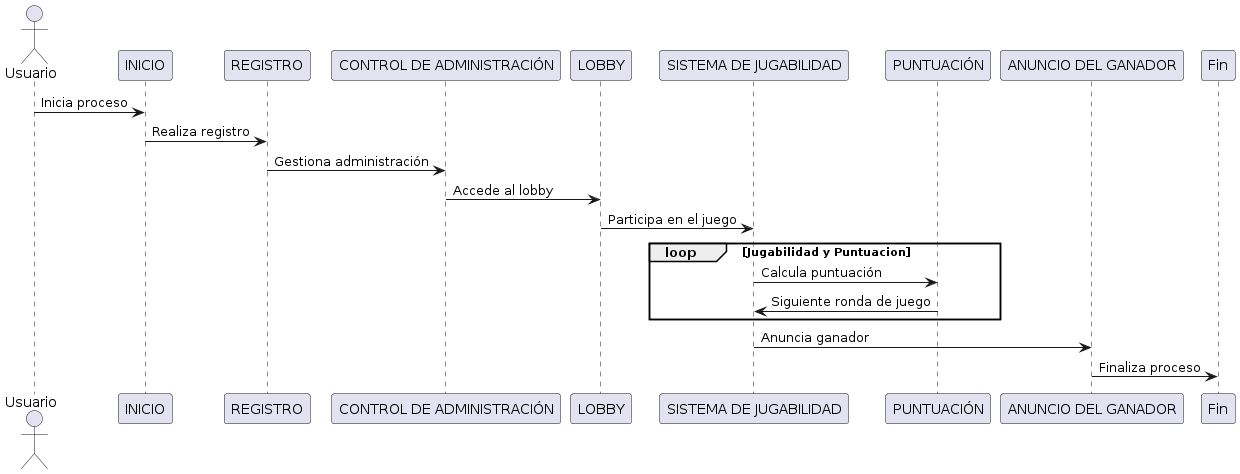 Usuario
INICIO
REGISTRO
CONTROL DE ADMINISTRACIÓN
LOBBY
SISTEMA DE JUGABILIDAD
PUNTUACIÓN
ANUNCIO DEL GANADOR
Fin
Inicia proceso
Realiza registro
Gestiona administración
Accede al lobby
Participa en el juego
loop
[Jugabilidad y Puntuacion]
Calcula puntuación
Siguiente ronda de juego
Anuncia ganador
Finaliza proceso
Usuario
INICIO
REGISTRO
CONTROL DE ADMINISTRACIÓN
LOBBY
SISTEMA DE JUGABILIDAD
PUNTUACIÓN
ANUNCIO DEL GANADOR
Fin